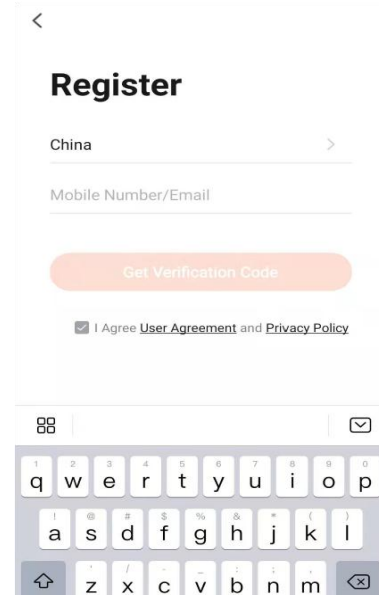 Register
China
Mobile Number/Email
Get Verification Code
I Agree User Agreement and Privacy Policy
1 2 3 4 5 6 7 8 9 0
q w e r t y u i o p
! @ # $ % & * ( )
a s d f g h j k l
z x c v b n m